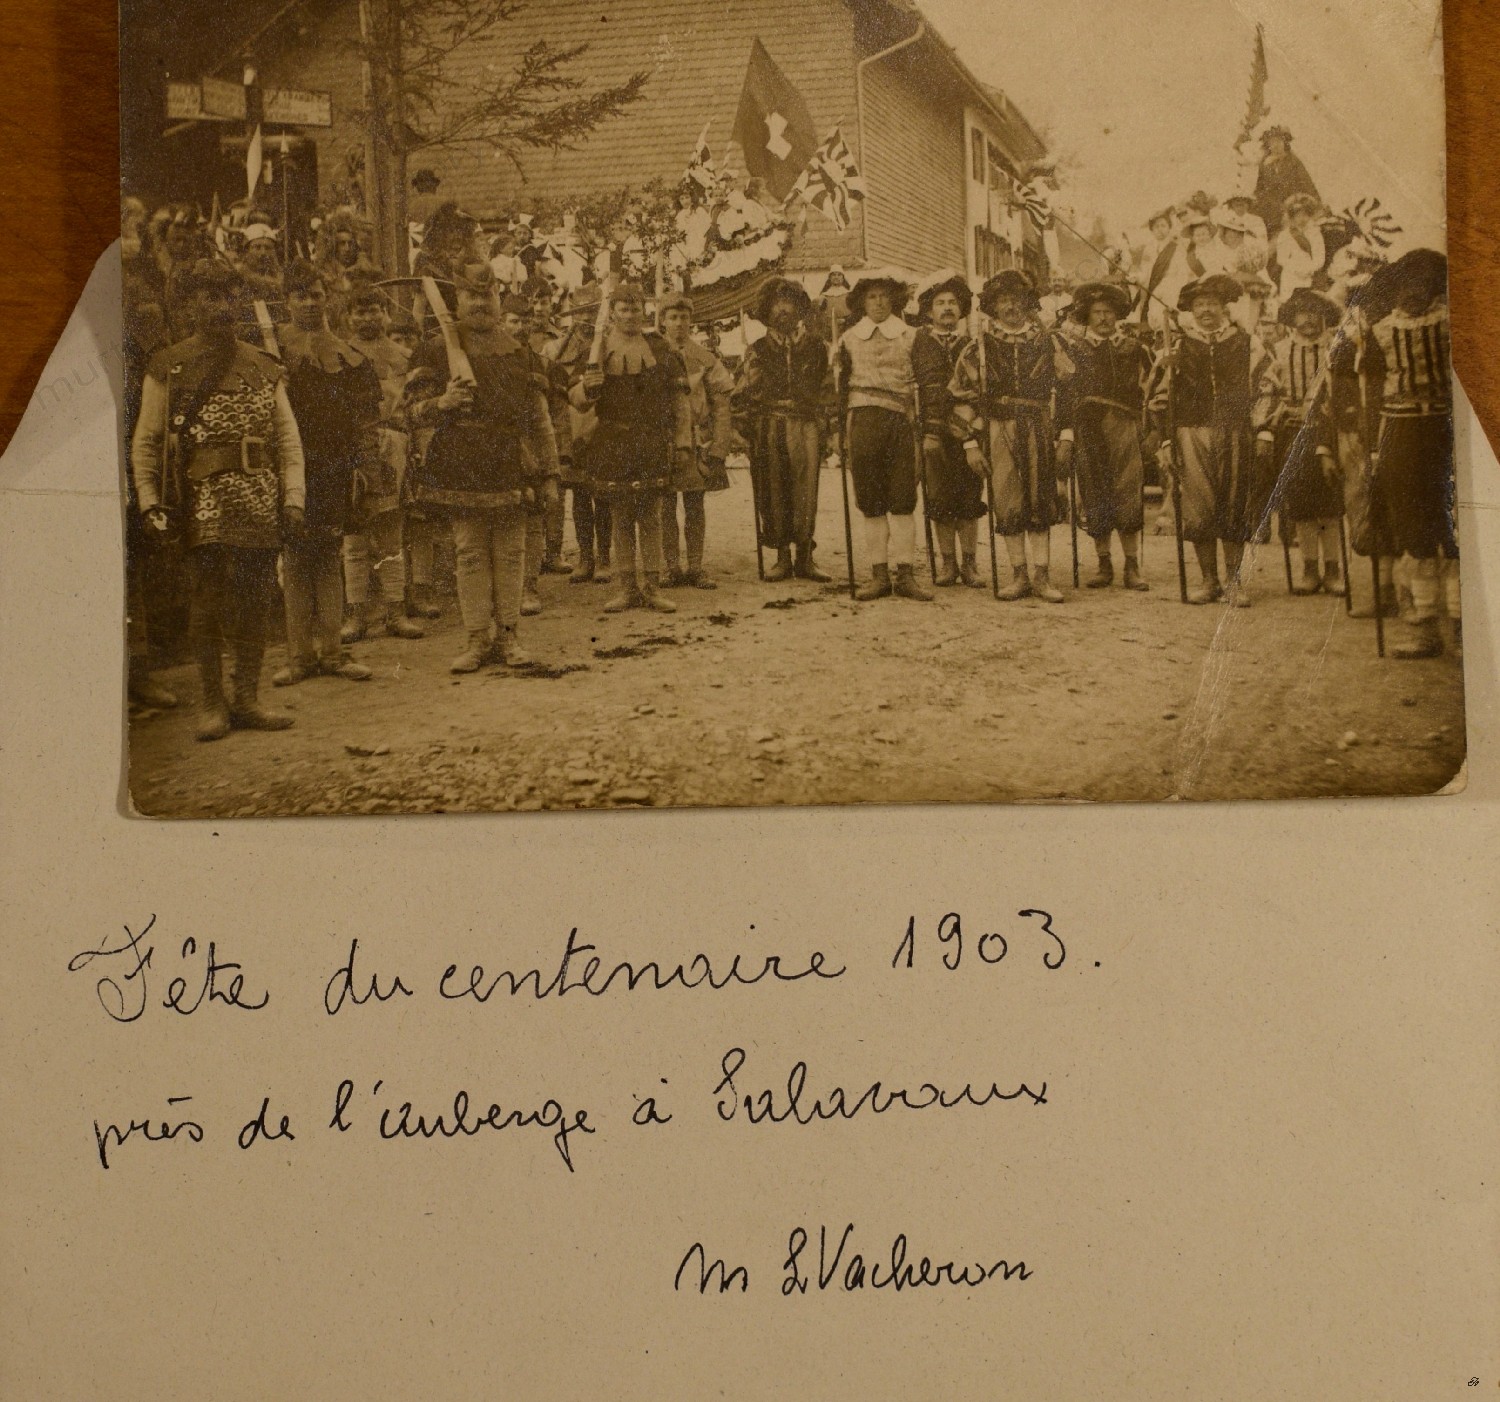 Fête du centenaire 1903.
près de l'auberge à Salavaux
M L Vacheron